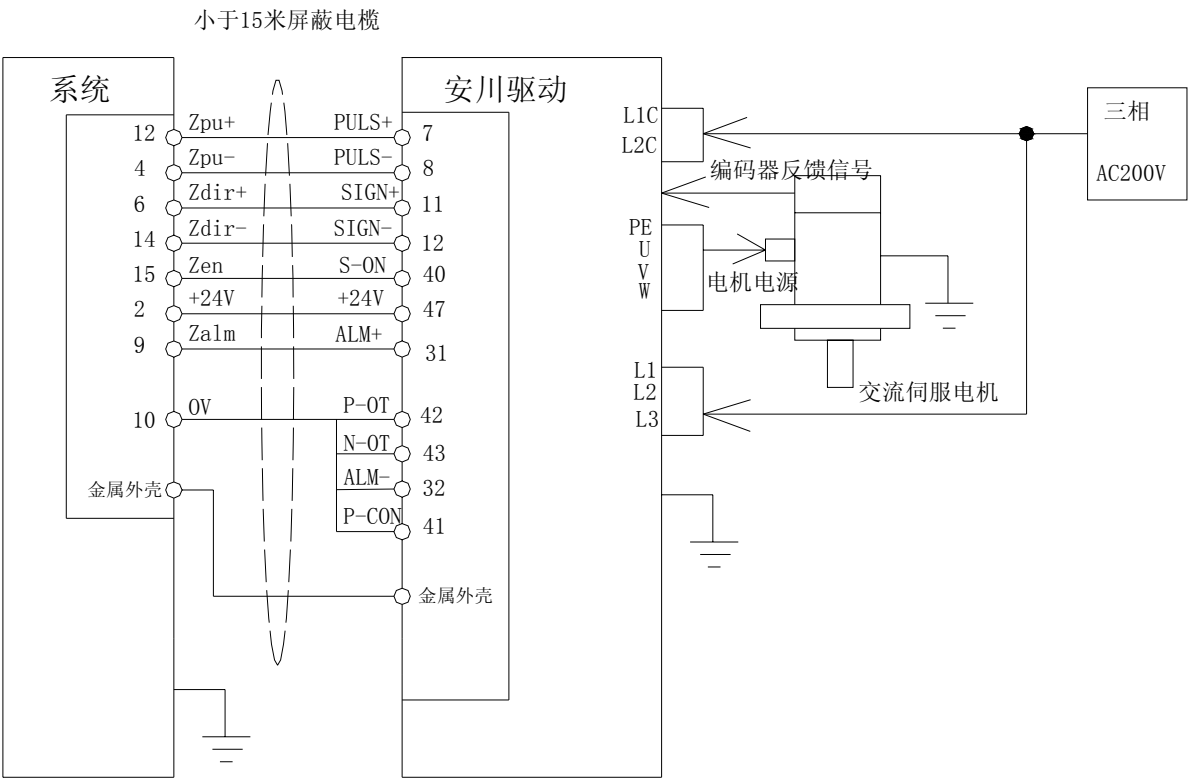 小于15米屏蔽电榄
系统
安川驱动
三相
AC200V
12 Zpu+ PULS+ 7
4 Zpu- PULS- 8
6 Zdir+ SIGN+ 11
14 Zdir- SIGN- 12
15 Zen S-ON 40
2 +24V +24V 47
9 Zalm ALM+ 31
10 0V P-OT 42
N-OT 43
ALM- 32
P-CON 41
金属外壳
金属外壳
L1C
L2C
编码器反馈信号
PE
U
V
W
电机电源
L1
L2
L3
交流伺服电机